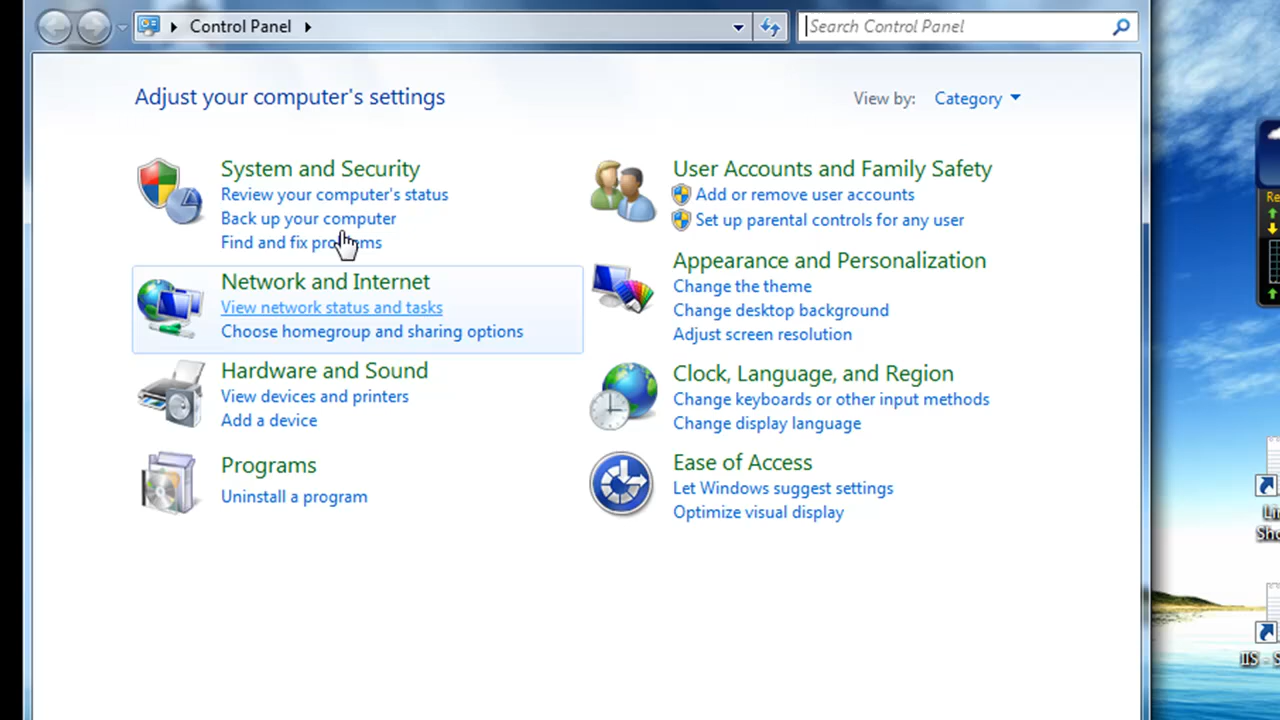 Control Panel
Search Control Panel
Adjust your computer's settings
View by: Category
System and Security
Review your computer's status
Back up your computer
Find and fix problems
Network and Internet
View network status and tasks
Choose homegroup and sharing options
Hardware and Sound
View devices and printers
Add a device
Programs
Uninstall a program
User Accounts and Family Safety
Add or remove user accounts
Set up parental controls for any user
Appearance and Personalization
Change the theme
Change desktop background
Adjust screen resolution
Clock, Language, and Region
Change keyboards or other input methods
Change display language
Ease of Access
Let Windows suggest settings
Optimize visual display
Re
Sho
IIS - S